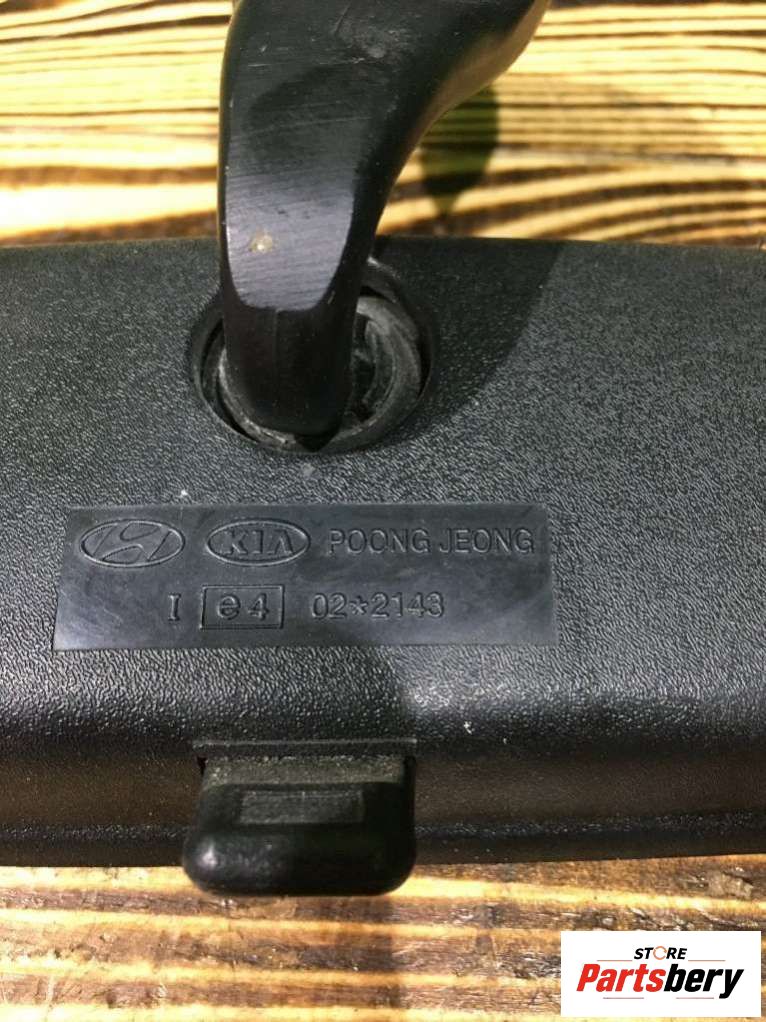 KIA POONG JEONG
I e4 02*2143
STORE
Partsbery